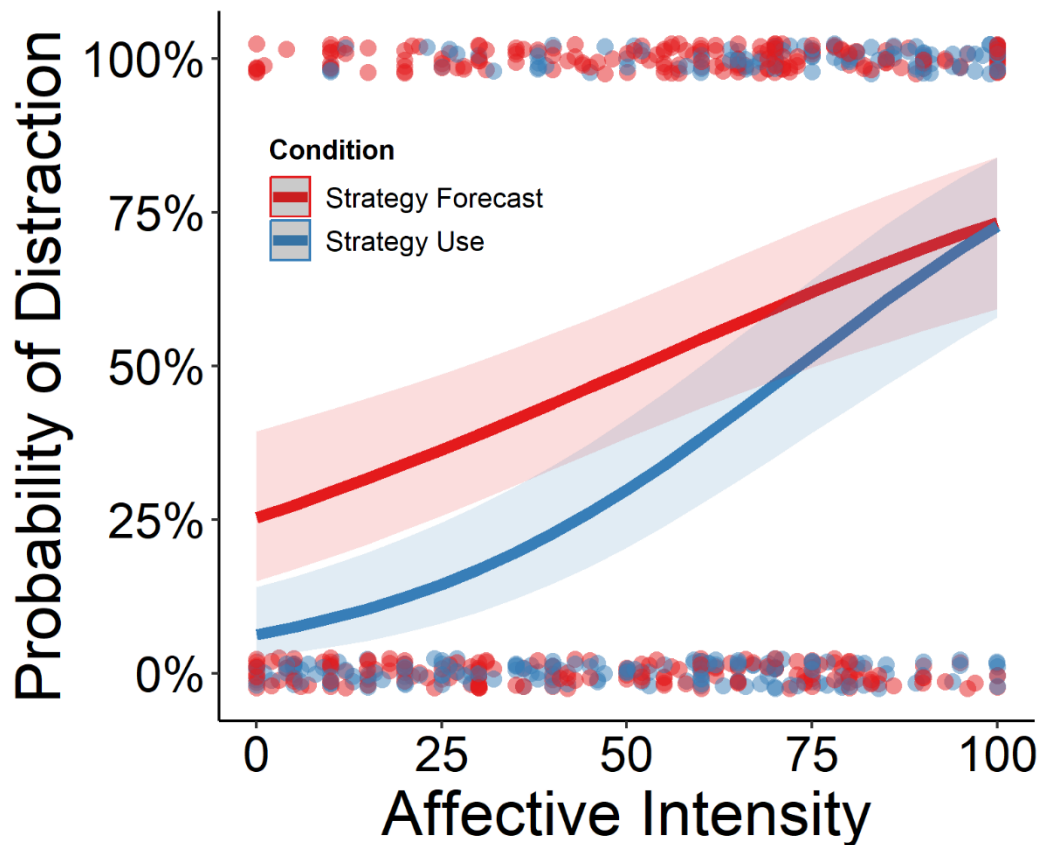 Probability of Distraction
100%
75%
50%
25%
0%
Condition
Strategy Forecast
Strategy Use
0 25 50 75 100
Affective Intensity